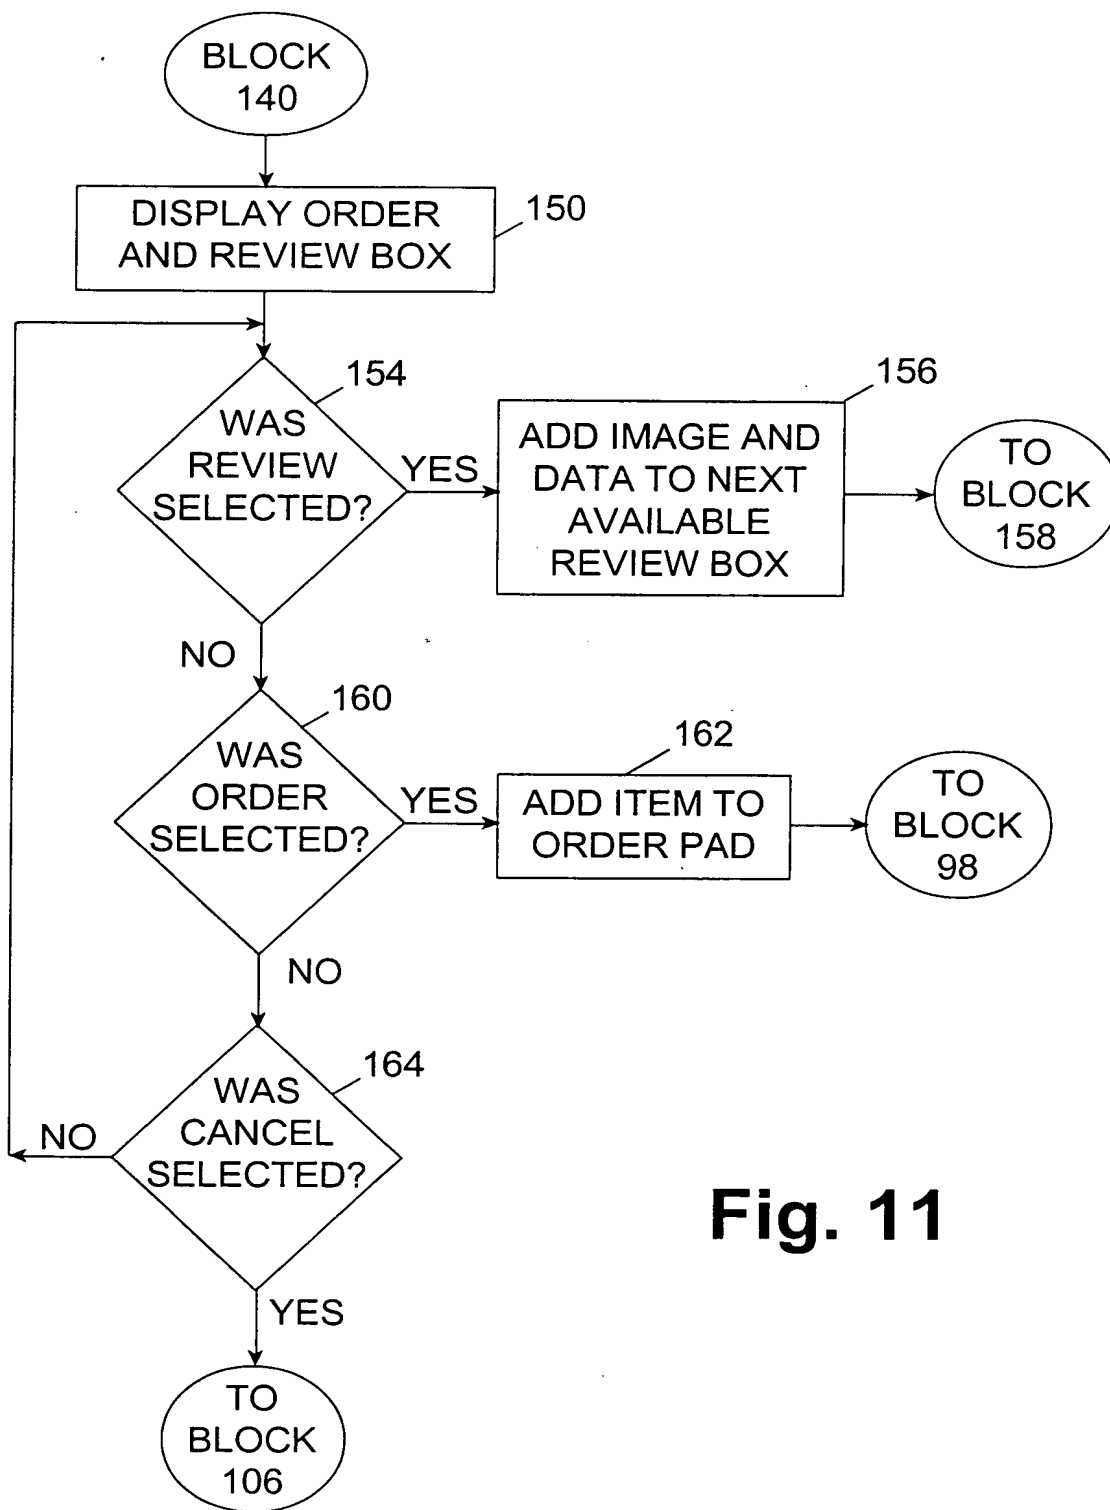 BLOCK
140
DISPLAY ORDER
AND REVIEW BOX
150
154
WAS
REVIEW
SELECTED?
YES
156
ADD IMAGE AND
DATA TO NEXT
AVAILABLE
REVIEW BOX
TO
BLOCK
158
NO
160
WAS
ORDER
SELECTED?
YES
162
ADD ITEM TO
ORDER PAD
TO
BLOCK
98
NO
164
WAS
CANCEL
SELECTED?
NO
YES
TO
BLOCK
106
Fig. 11